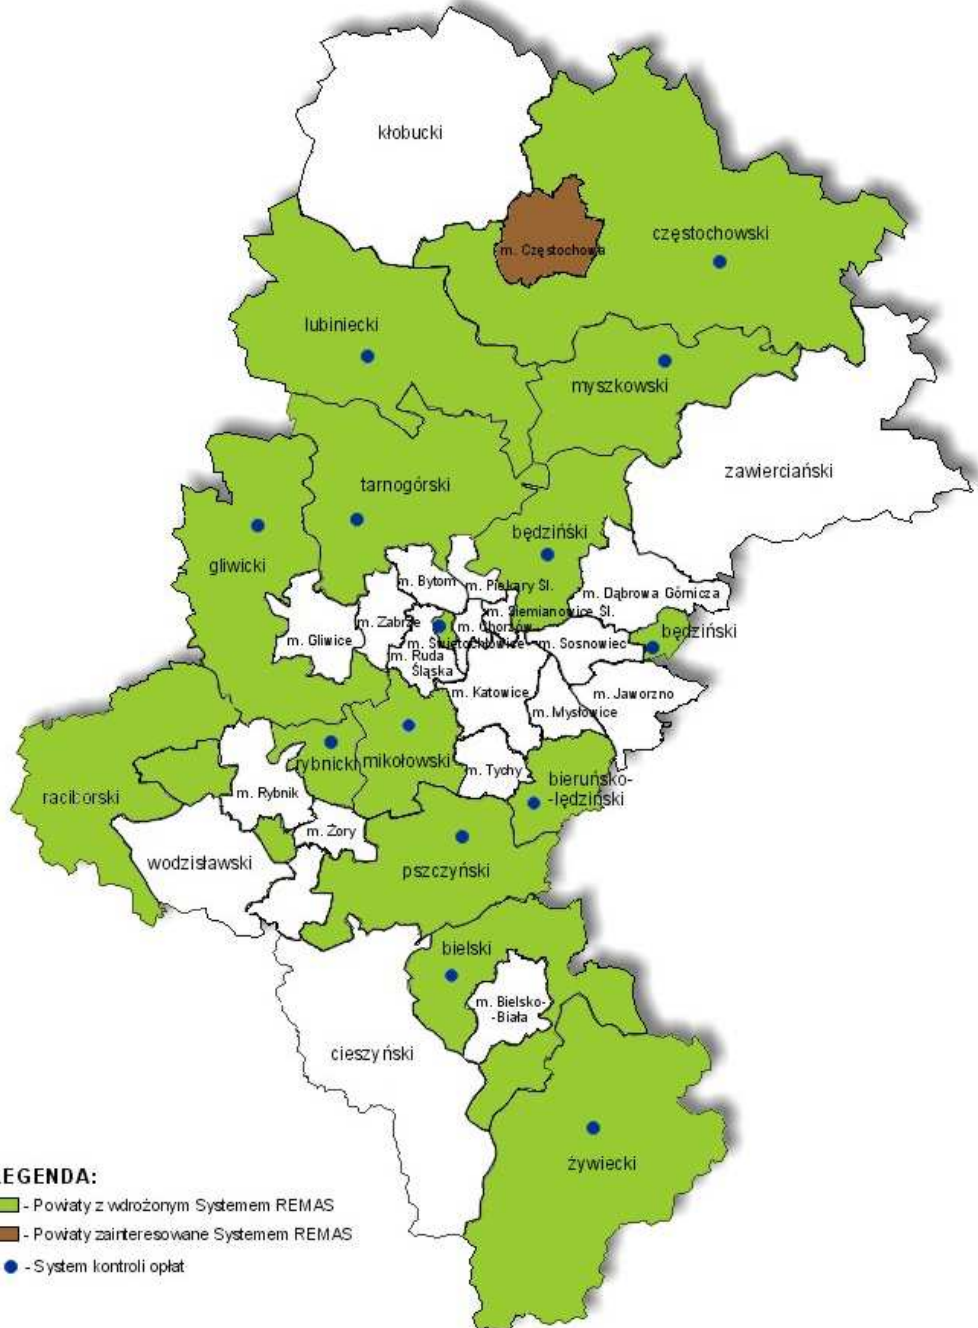 kłobucki
częstochowski
m. Częstochowa
lubiniecki
myszkowski
zawierciański
tarnogórski
będziński
gliwicki
m. Bytom
m. Piekary Śl.
m. Dąbrowa Górnicza
m. Siemianowice Śl.
m. Zabrze
m. Chorzów
będziński
m. Gliwice
m. Świętochłowice
m. Sosnowiec
m. Ruda
Śląska
m. Katowice
m. Jaworzno
m. Mysłowice
rybnicki
mikołowski
m. Tychy
bieruńsko-
-lędziński
raciborski
m. Rybnik
m. Żory
wodzisławski
pszczyński
bielski
m. Bielsko-
-Biała
cieszyński
żywiecki
LEGENDA:
- Powiaty z wdrożonym Systemem REMAS
- Powiaty zainteresowane Systemem REMAS
- System kontroli opłat